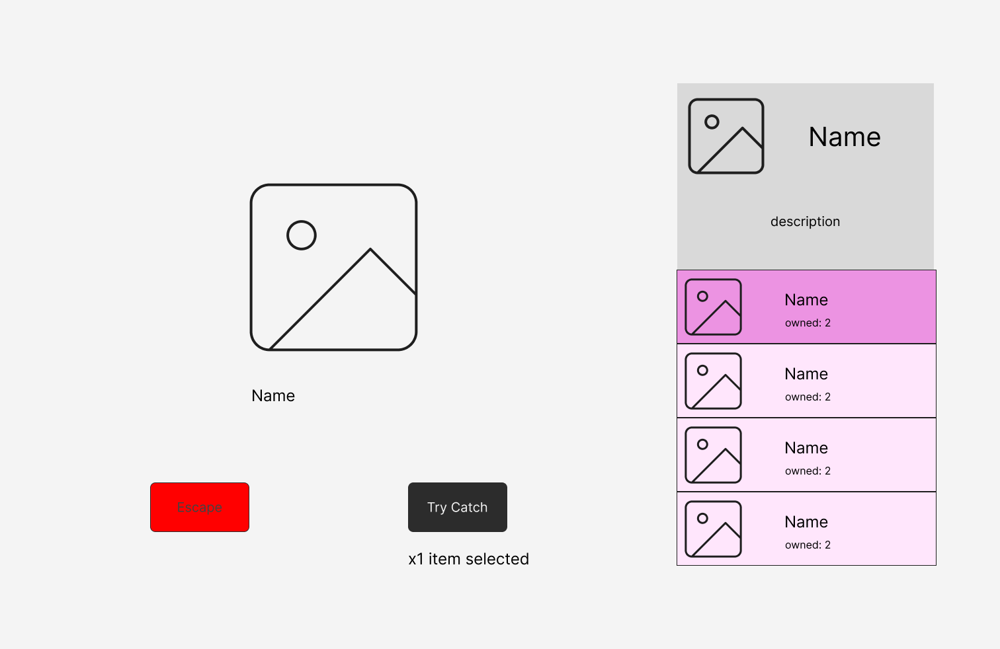 Name
Escape
Try Catch
x1 item selected
Name
description
Name
owned: 2
Name
owned: 2
Name
owned: 2
Name
owned: 2